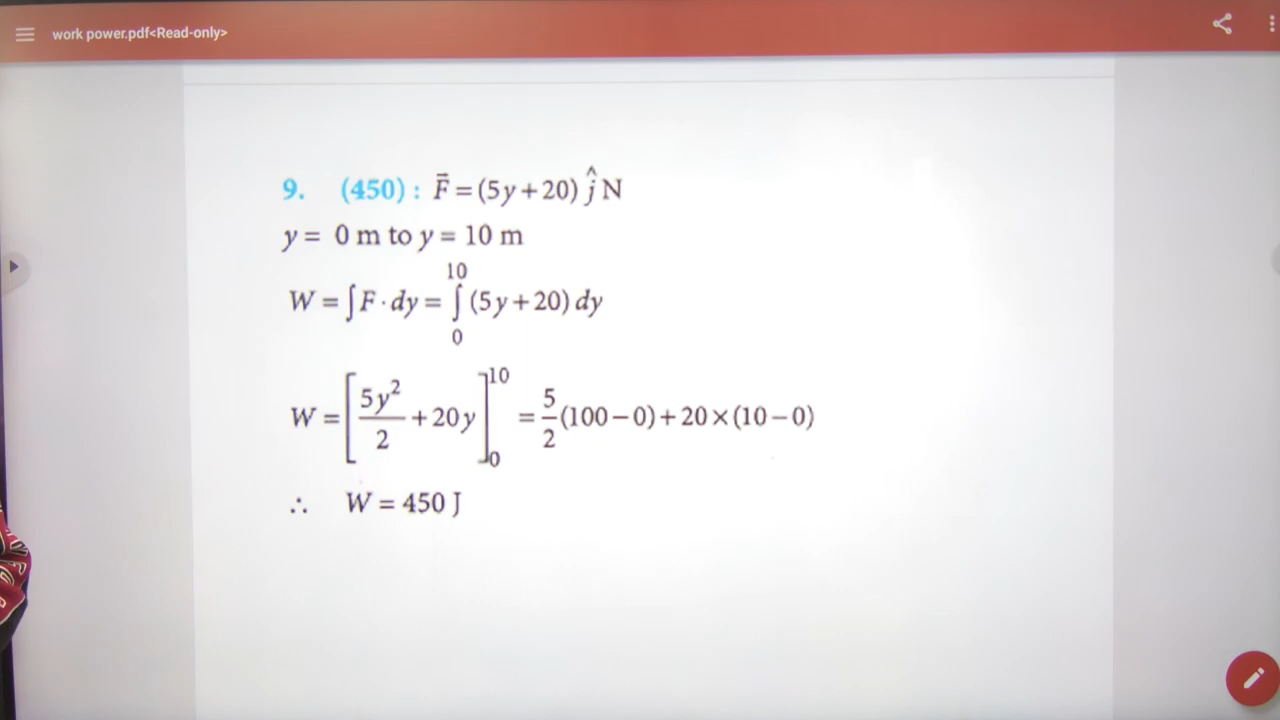 work power.pdf<Read-only>
9. (450) : F̄ = (5y + 20) ĵ N
y = 0 m to y = 10 m
W = ∫F · dy = ∫₀¹⁰ (5y + 20) dy
W = [5y²/2 + 20y]₀¹⁰ = 5/2 (100 − 0) + 20 × (10 − 0)
∴ W = 450 J